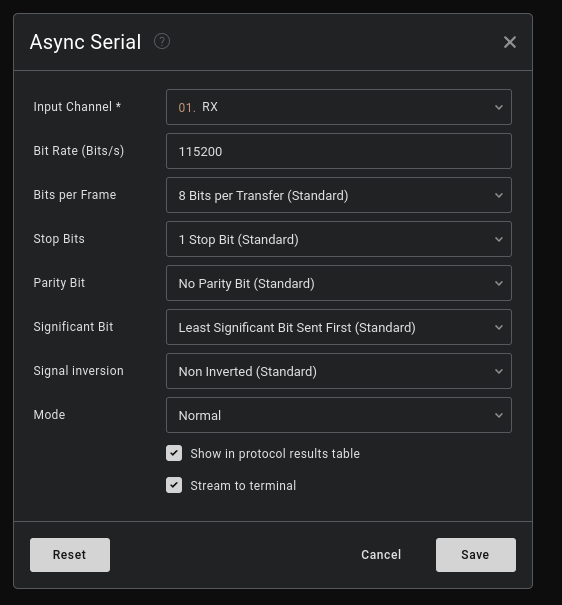 Async Serial ?
Input Channel * 01. RX
Bit Rate (Bits/s) 115200
Bits per Frame 8 Bits per Transfer (Standard)
Stop Bits 1 Stop Bit (Standard)
Parity Bit No Parity Bit (Standard)
Significant Bit Least Significant Bit Sent First (Standard)
Signal inversion Non Inverted (Standard)
Mode Normal
Show in protocol results table
Stream to terminal
Reset Cancel Save